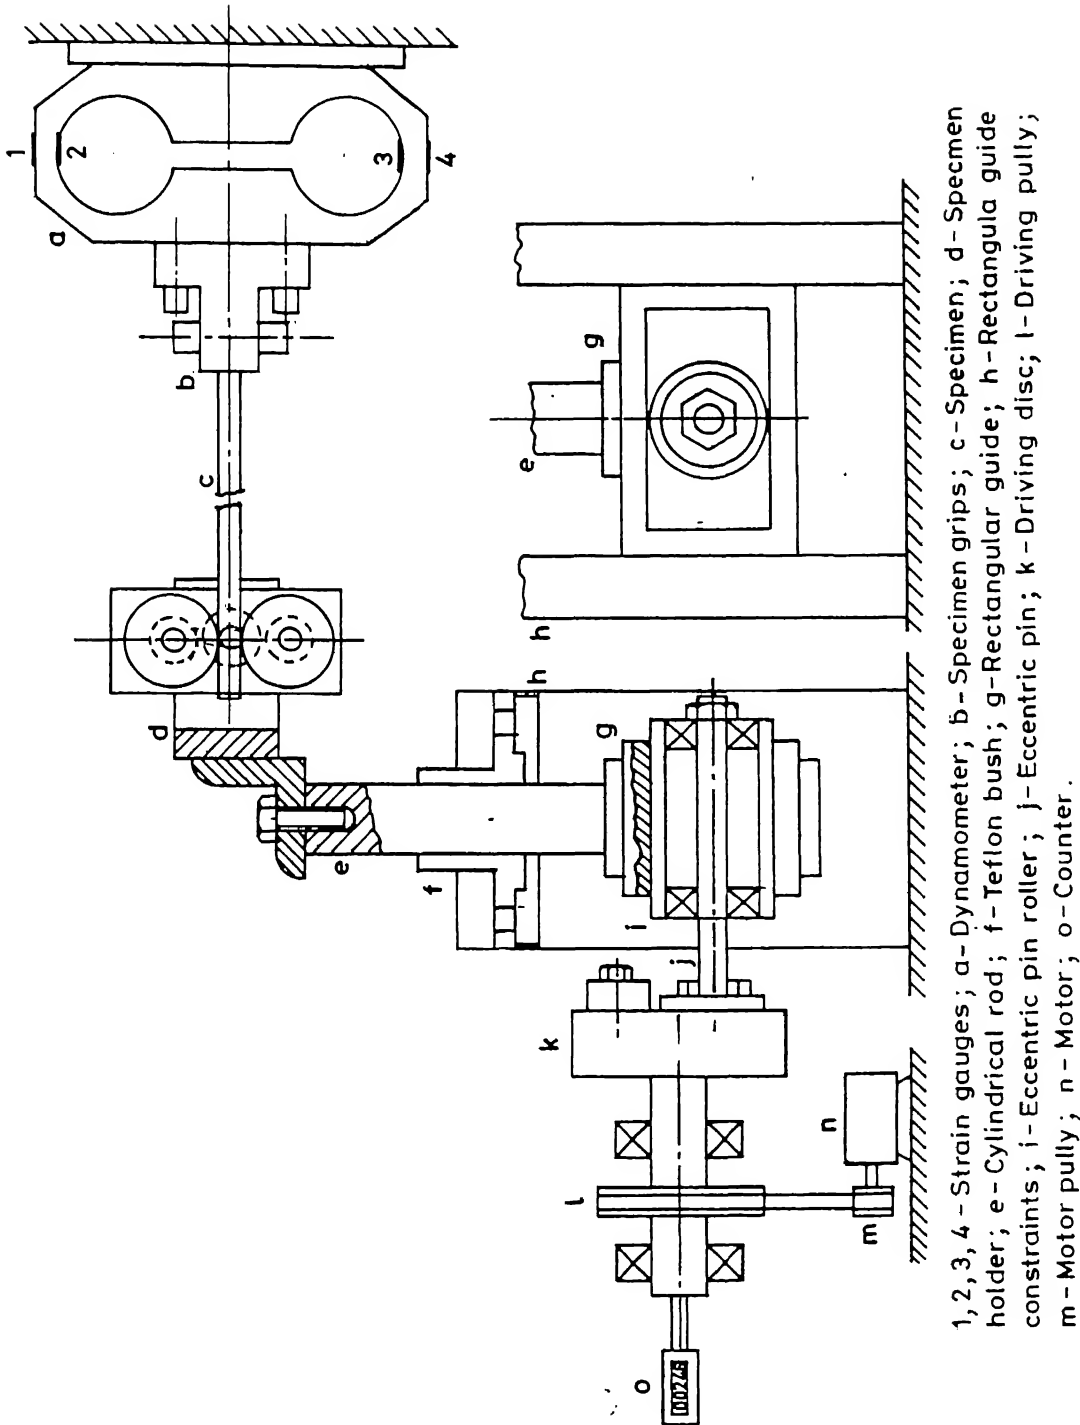 1
2
3
4
a
b
c
d
e
f
g
h
i
j
k
l
m
n
o
00246
e
g
h
1,2,3,4 - Strain gauges; a - Dynamometer; b - Specimen grips; c - Specimen; d - Specmen
holder; e - Cylindrical rod; f - Teflon bush; g - Rectangular guide; h - Rectangula guide
constraints; i - Eccentric pin roller; j - Eccentric pin; k - Driving disc; l - Driving pully;
m - Motor pully; n - Motor; o - Counter.